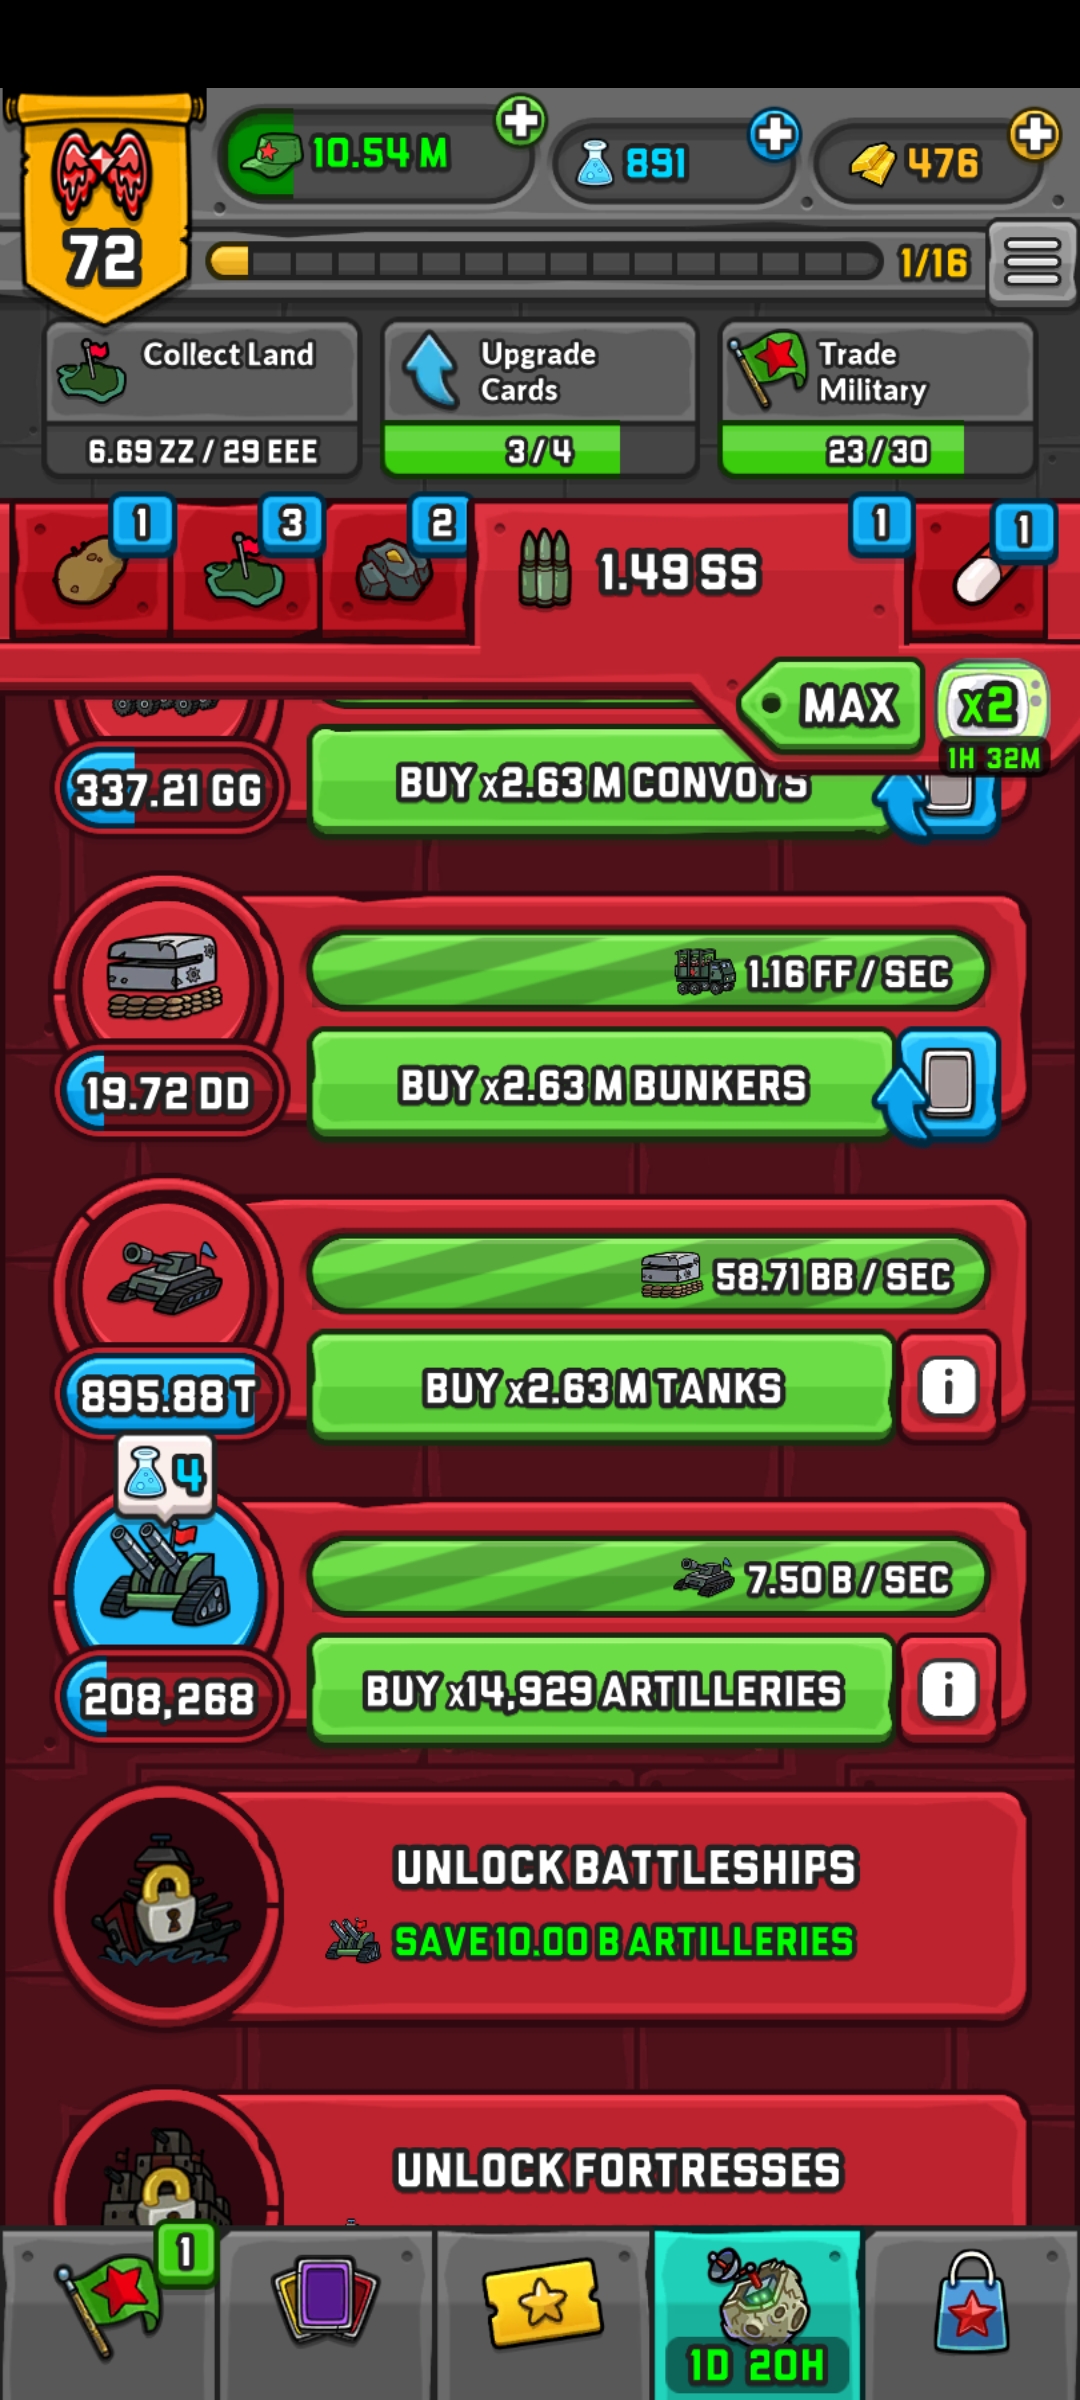 10.54 M
891
476
72
1/16
Collect Land
6.69 ZZ / 29 EEE
Upgrade
Cards
3/4
Trade
Military
23/30
1
3
2
1.49 SS
1
1
MAX
x2
1H 32M
337.21 GG
BUY x2.63 M CONVOYS
1.16 FF / SEC
19.72 DD
BUY x2.63 M BUNKERS
58.71 BB / SEC
895.88 T
BUY x2.63 M TANKS
i
4
7.50 B / SEC
208,268
BUY x14,929 ARTILLERIES
i
UNLOCK BATTLESHIPS
SAVE 10.00 B ARTILLERIES
UNLOCK FORTRESSES
1
1D 20H